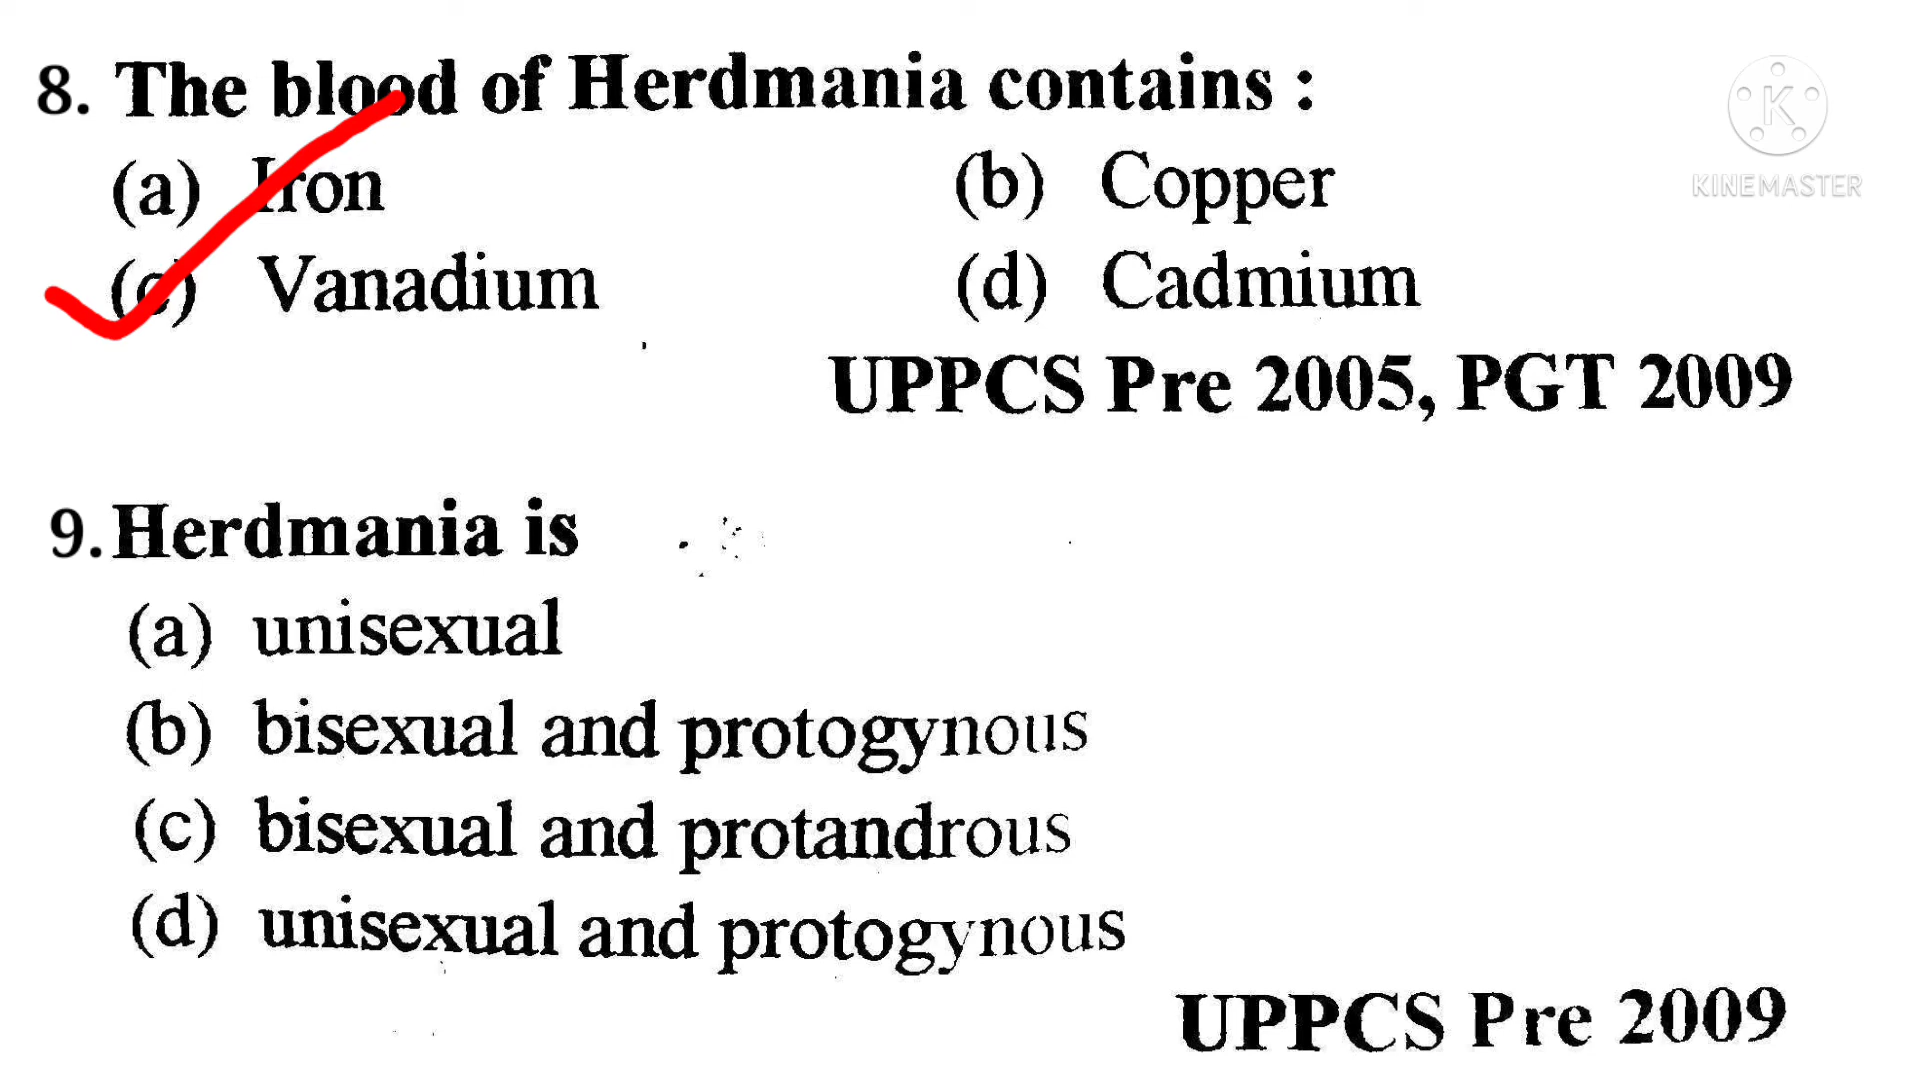 8. The blood of Herdmania contains :
(a) Iron (b) Copper
(c) Vanadium (d) Cadmium
UPPCS Pre 2005, PGT 2009
9. Herdmania is
(a) unisexual
(b) bisexual and protogynous
(c) bisexual and protandrous
(d) unisexual and protogynous
UPPCS Pre 2009
K
KINEMASTER